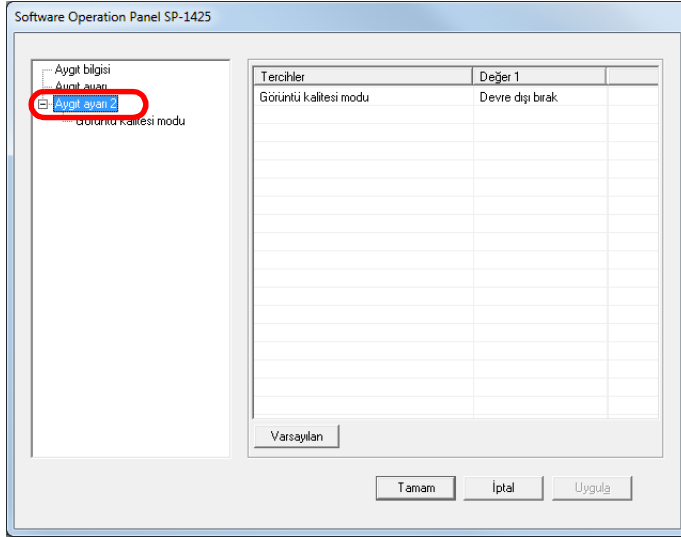 Software Operation Panel SP-1425
Aygıt bilgisi
Aygıt ayarı
Aygıt ayarı 2
Görüntü kalitesi modu
Tercihler Değer 1
Görüntü kalitesi modu Devre dışı bırak
Varsayılan
Tamam İptal Uygula